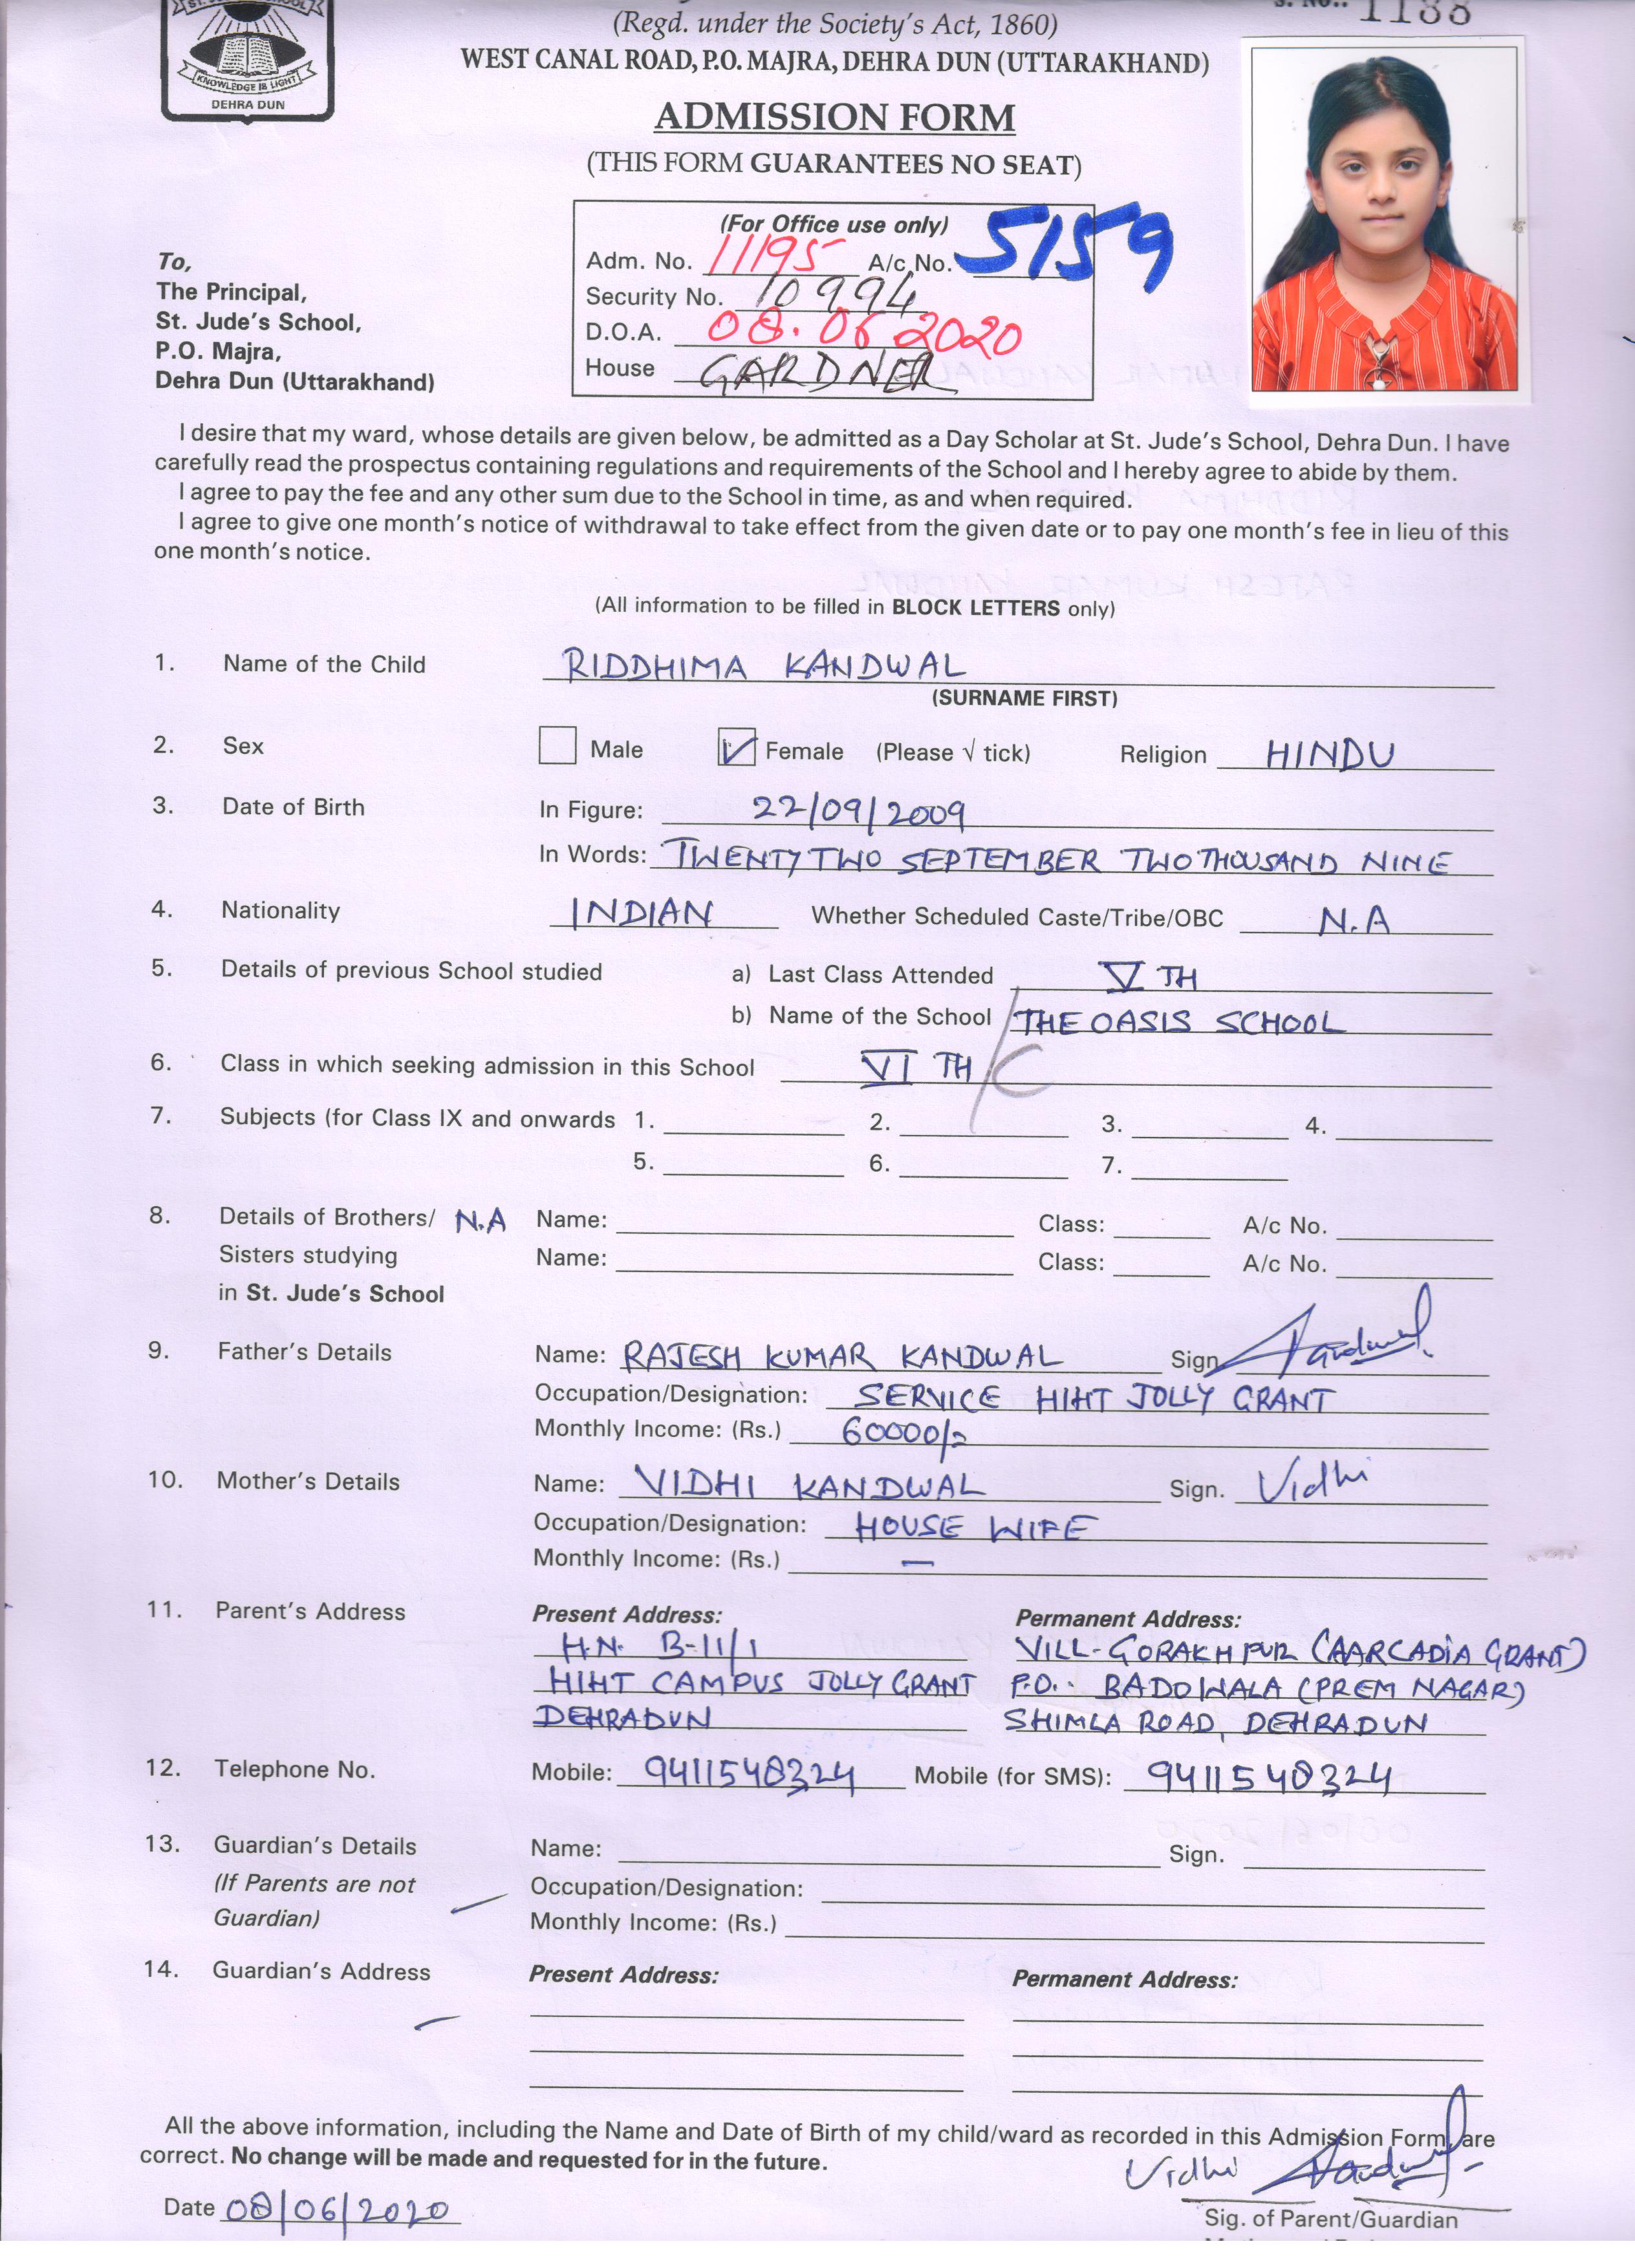 (Regd. under the Society's Act, 1860)
WEST CANAL ROAD, P.O. MAJRA, DEHRA DUN (UTTARAKHAND)
KNOWLEDGE IS LIGHT
DEHRA DUN
ADMISSION FORM
(THIS FORM GUARANTEES NO SEAT)
(For Office use only)
Adm. No. 11195 A/c No. 5159
Security No. 10994
D.O.A. 08.06 2020
House GARDNER
To,
The Principal,
St. Jude's School,
P.O. Majra,
Dehra Dun (Uttarakhand)
I desire that my ward, whose details are given below, be admitted as a Day Scholar at St. Jude's School, Dehra Dun. I have
carefully read the prospectus containing regulations and requirements of the School and I hereby agree to abide by them.
I agree to pay the fee and any other sum due to the School in time, as and when required.
I agree to give one month's notice of withdrawal to take effect from the given date or to pay one month's fee in lieu of this
one month's notice.
(All information to be filled in BLOCK LETTERS only)
1. Name of the Child RIDDHIMA KANDWAL
(SURNAME FIRST)
2. Sex Male Female (Please √ tick) Religion HINDU
3. Date of Birth In Figure: 22/09/2009
In Words: TWENTY TWO SEPTEMBER TWO THOUSAND NINE
4. Nationality INDIAN Whether Scheduled Caste/Tribe/OBC N.A
5. Details of previous School studied a) Last Class Attended V TH
b) Name of the School THE OASIS SCHOOL
6. Class in which seeking admission in this School VI TH / C
7. Subjects (for Class IX and onwards 1. 2. 3. 4.
5. 6. 7.
8. Details of Brothers/ N.A Name: Class: A/c No.
Sisters studying Name: Class: A/c No.
in St. Jude's School
9. Father's Details Name: RAJESH KUMAR KANDWAL Sign Kandwal
Occupation/Designation: SERVICE HIHT JOLLY GRANT
Monthly Income: (Rs.) 60000/=
10. Mother's Details Name: VIDHI KANDWAL Sign. Vidhi
Occupation/Designation: HOUSE WIFE
Monthly Income: (Rs.) —
11. Parent's Address Present Address: Permanent Address:
H.N. B-11/1 VILL-GORAKHPUR (AARCADIA GRANT)
HIHT CAMPUS JOLLY GRANT P.O.. BADOWALA (PREM NAGAR)
DEHRADUN SHIMLA ROAD, DEHRADUN
12. Telephone No. Mobile: 9411548324 Mobile (for SMS): 9411548324
13. Guardian's Details Name: Sign.
(If Parents are not Occupation/Designation:
Guardian) Monthly Income: (Rs.)
14. Guardian's Address Present Address: Permanent Address:
All the above information, including the Name and Date of Birth of my child/ward as recorded in this Admission Form are
correct. No change will be made and requested for in the future.
Vidhi Kandwal
Date 08/06/2020
Sig. of Parent/Guardian